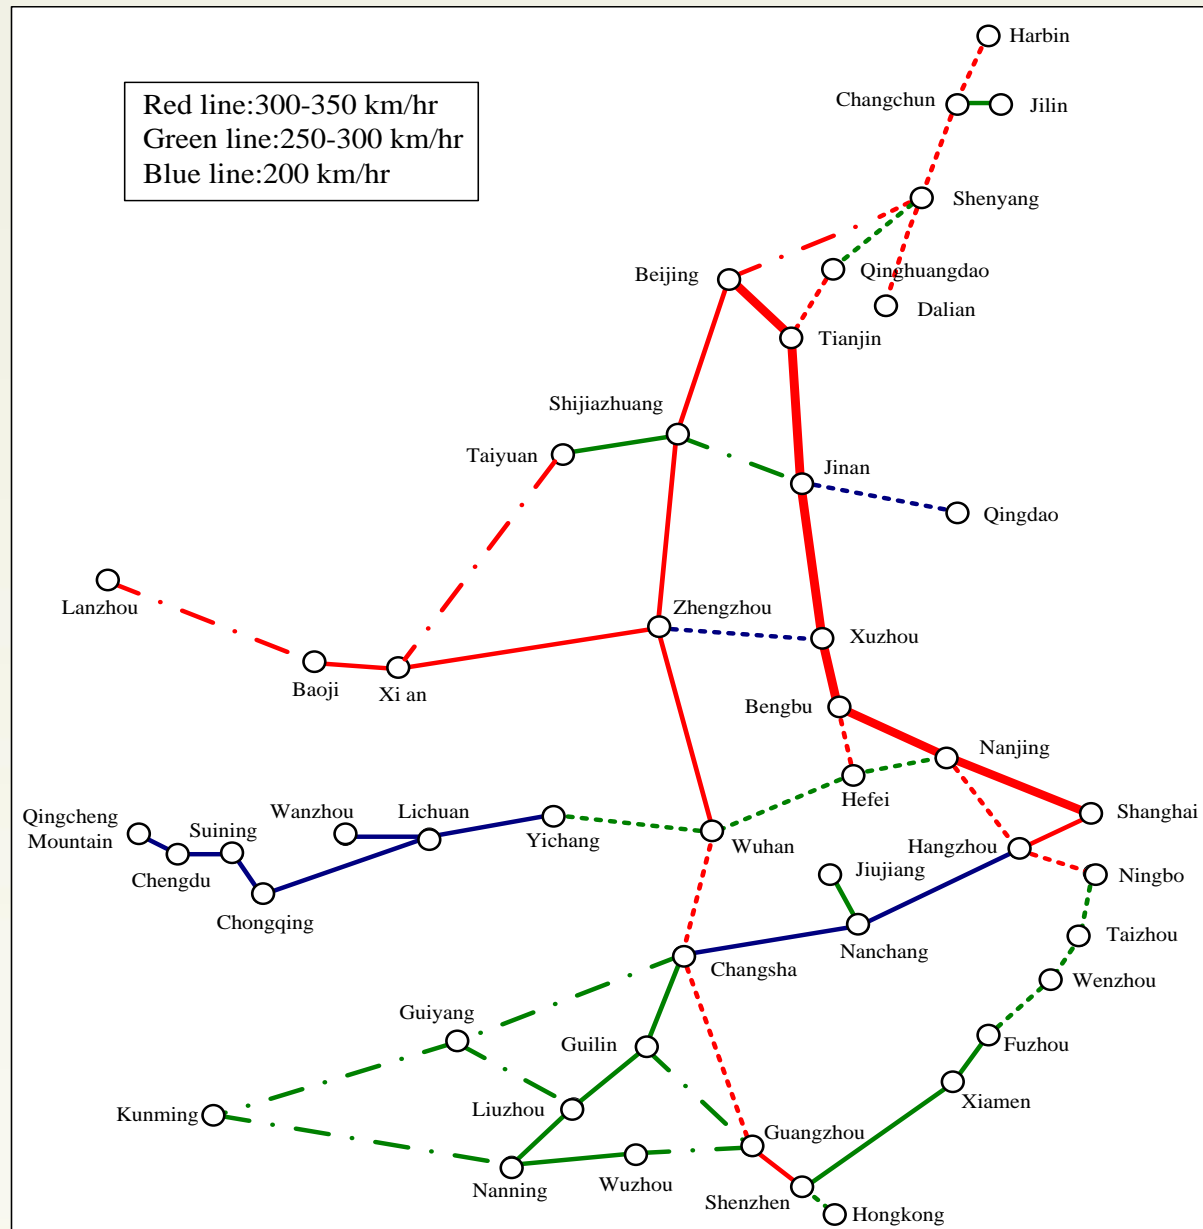 Harbin
Red line:300-350 km/hr
Green line:250-300 km/hr
Blue line:200 km/hr
Changchun
Jilin
Shenyang
Beijing
Qinghuangdao
Dalian
Tianjin
Shijiazhuang
Taiyuan
Jinan
Qingdao
Lanzhou
Zhengzhou
Xuzhou
Baoji
Xi an
Bengbu
Nanjing
Hefei
Shanghai
Qingcheng
Mountain
Suining
Wanzhou
Lichuan
Yichang
Wuhan
Hangzhou
Chengdu
Jiujiang
Ningbo
Chongqing
Nanchang
Taizhou
Changsha
Wenzhou
Guiyang
Guilin
Fuzhou
Xiamen
Kunming
Liuzhou
Guangzhou
Nanning
Wuzhou
Shenzhen
Hongkong